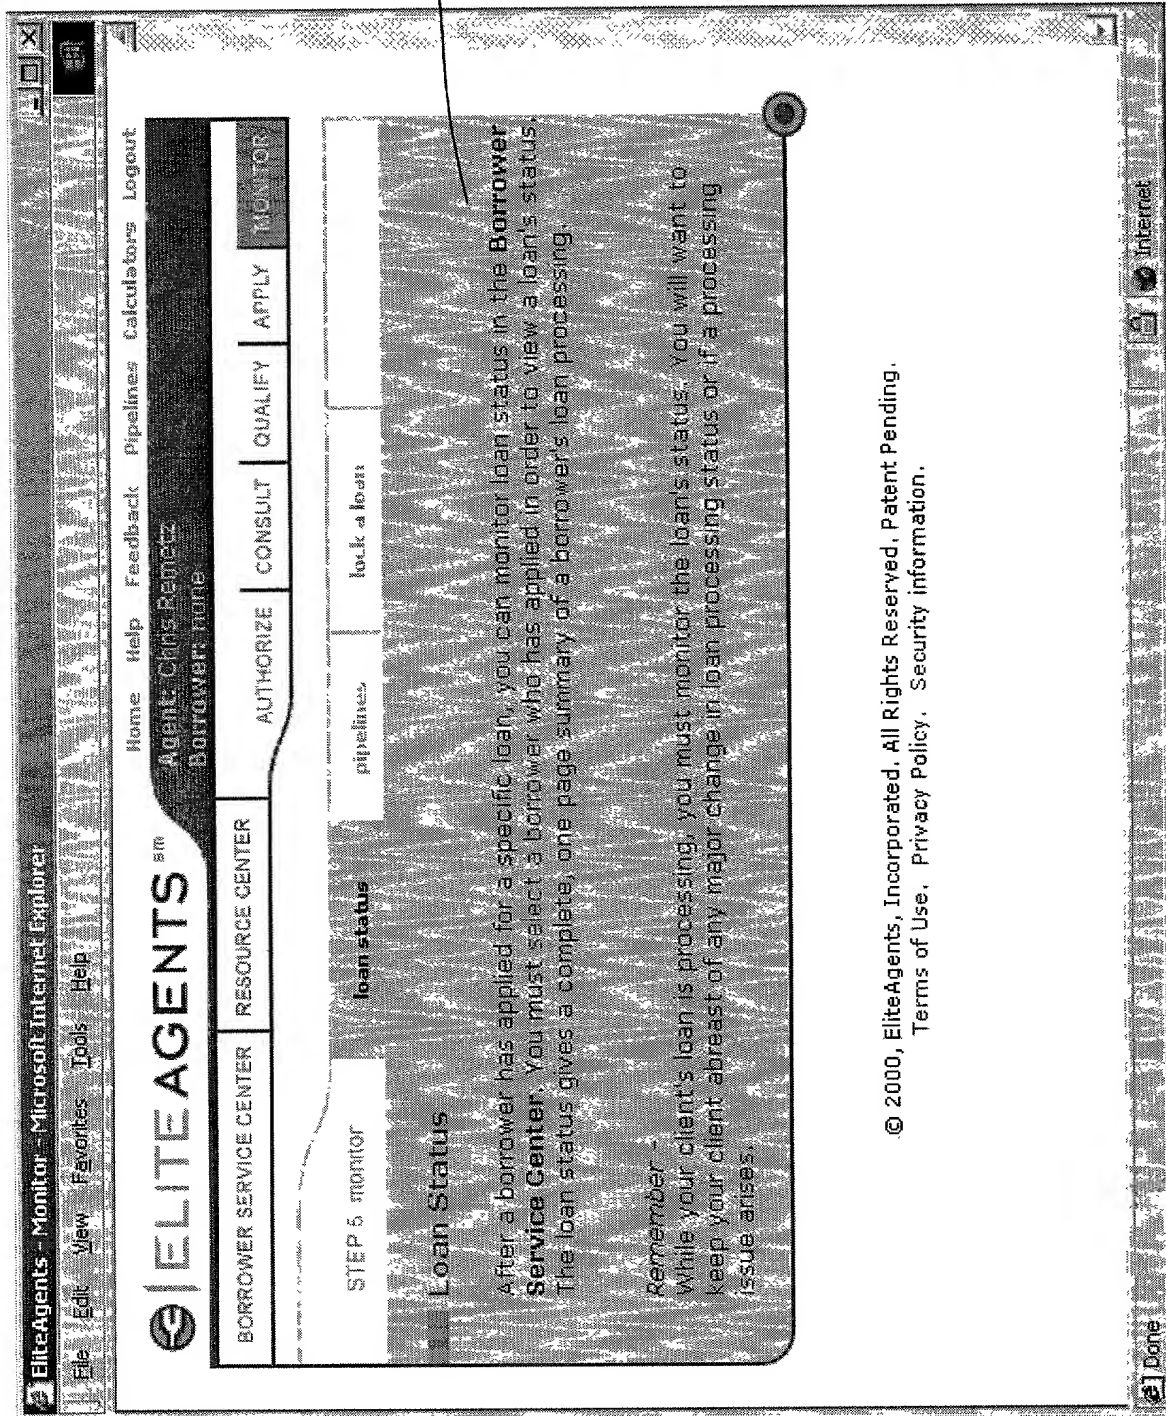 EliteAgents - Monitor - Microsoft Internet Explorer
File Edit View Favorites Tools Help
Home Help Feedback Pipelines Calculators Logout
ELITEAGENTS sm
Agent: Chris Remetz
Borrower: none
BORROWER SERVICE CENTER RESOURCE CENTER AUTHORIZE CONSULT QUALIFY APPLY MONITOR
STEP 5 monitor loan status pipelines lock a loan
Loan Status
After a borrower has applied for a specific loan, you can monitor loan status in the Borrower
Service Center. You must select a borrower who has applied in order to view a loan's status.
The loan status gives a complete, one page summary of a borrower's loan processing.
Remember -
While your client's loan is processing, you must monitor the loan's status. You will want to
keep your client abreast of any major change in loan processing status or if a processing
issue arises.
© 2000, EliteAgents, Incorporated. All Rights Reserved. Patent Pending.
Terms of Use. Privacy Policy. Security information.
Done Internet